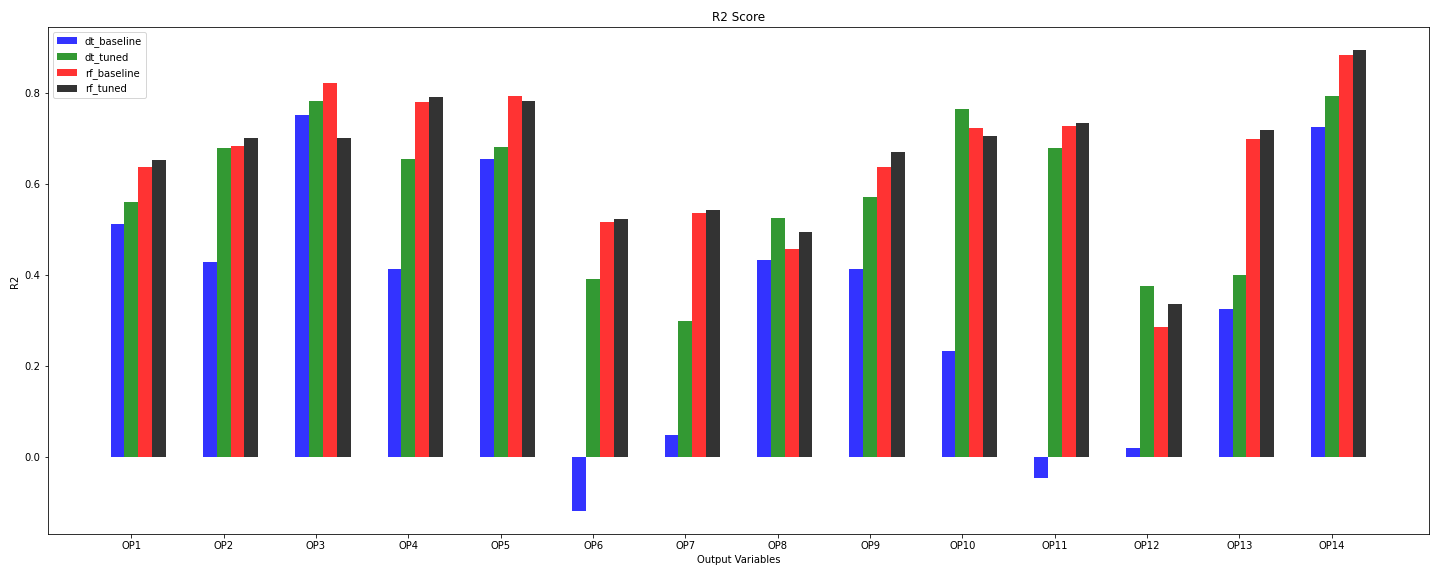 R2 Score
dt_baseline
dt_tuned
rf_baseline
rf_tuned
R2
0.8
0.6
0.4
0.2
0.0
OP1 OP2 OP3 OP4 OP5 OP6 OP7 OP8 OP9 OP10 OP11 OP12 OP13 OP14
Output Variables